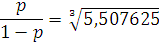 p/(1 − p) = ∛5,507625